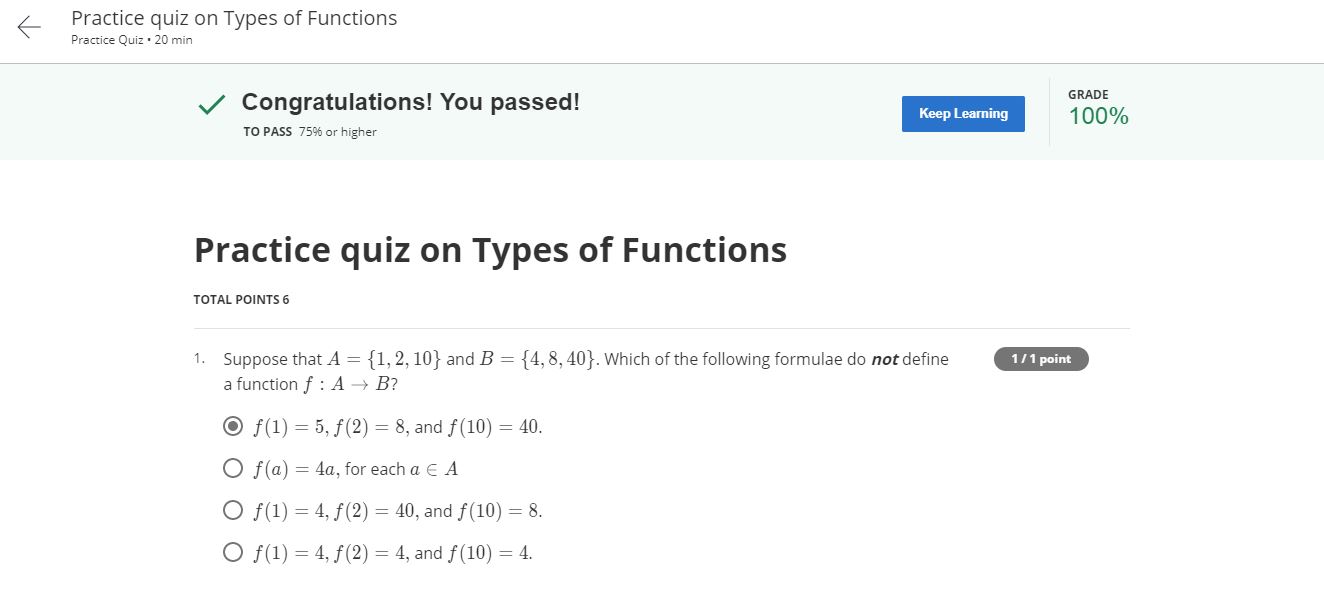 Practice quiz on Types of Functions
Practice Quiz • 20 min
Congratulations! You passed!
TO PASS 75% or higher
Keep Learning
GRADE
100%
Practice quiz on Types of Functions
TOTAL POINTS 6
1. Suppose that A = {1, 2, 10} and B = {4, 8, 40}. Which of the following formulae do not define
a function f : A → B?
1 / 1 point
f(1) = 5, f(2) = 8, and f(10) = 40.
f(a) = 4a, for each a ∈ A
f(1) = 4, f(2) = 40, and f(10) = 8.
f(1) = 4, f(2) = 4, and f(10) = 4.